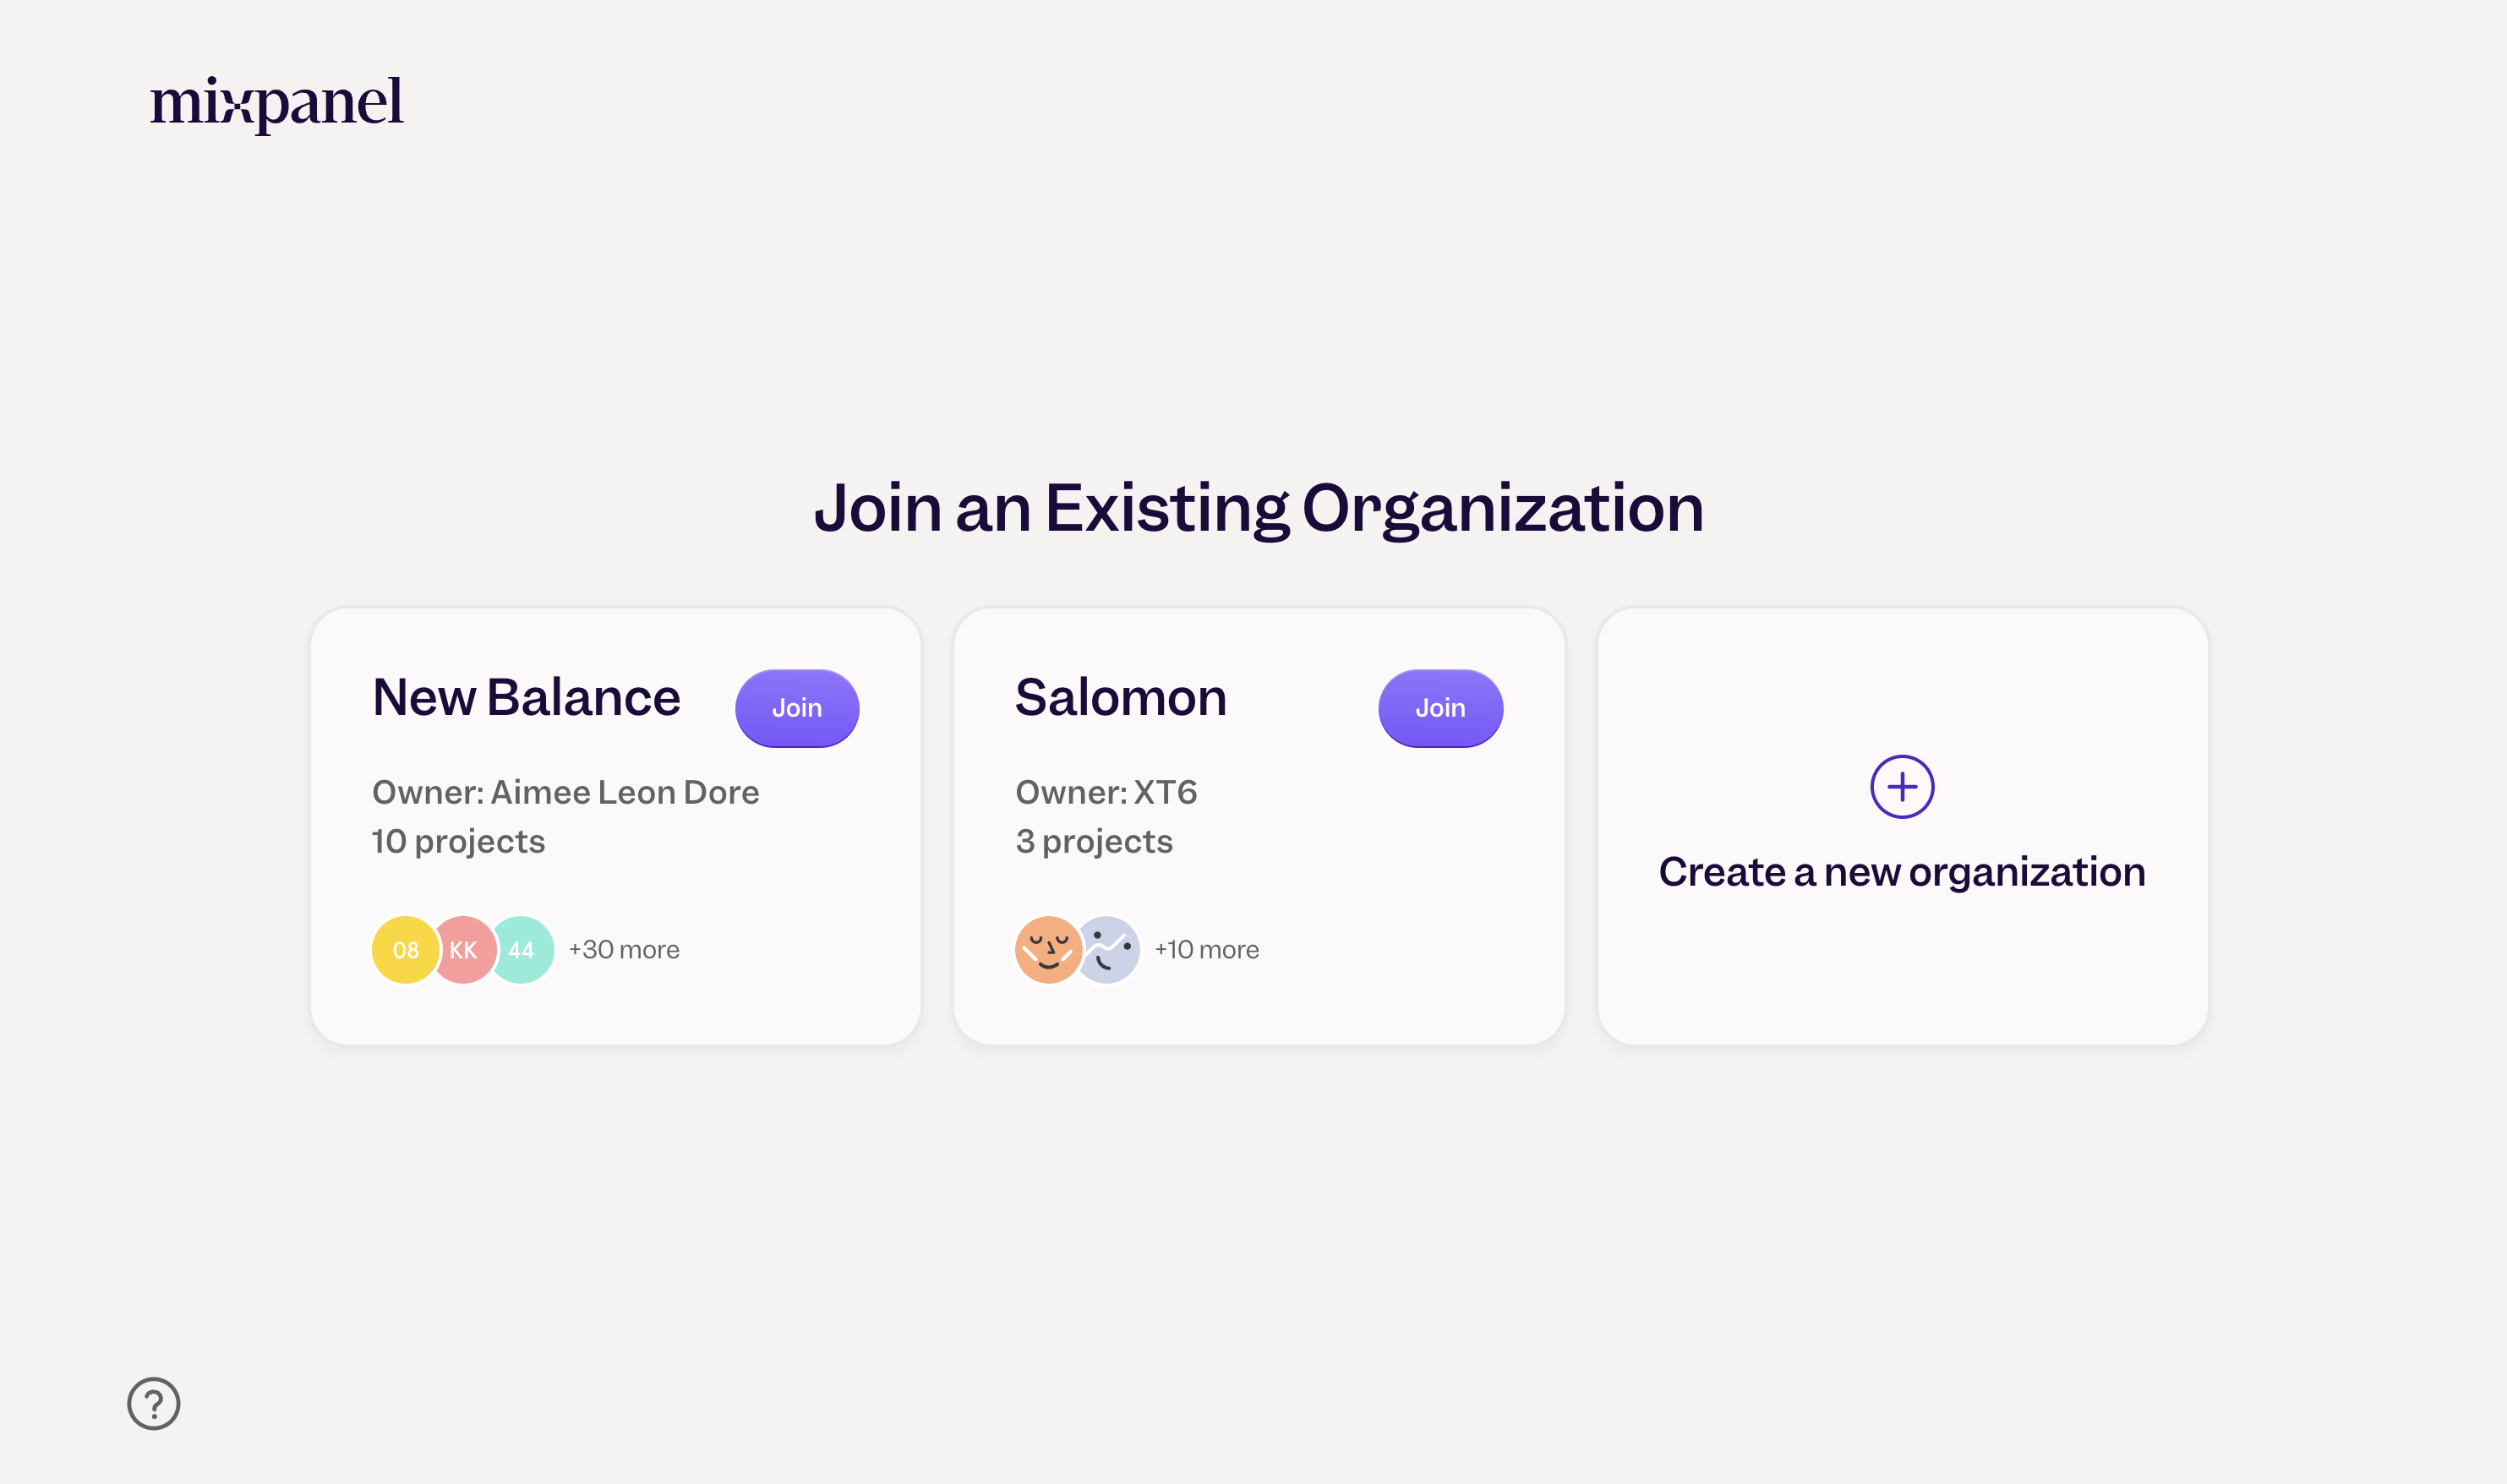 mixpanel
Join an Existing Organization
New Balance
Join
Owner: Aimee Leon Dore
10 projects
08 KK 44 +30 more
Salomon
Join
Owner: XT6
3 projects
+10 more
Create a new organization
?